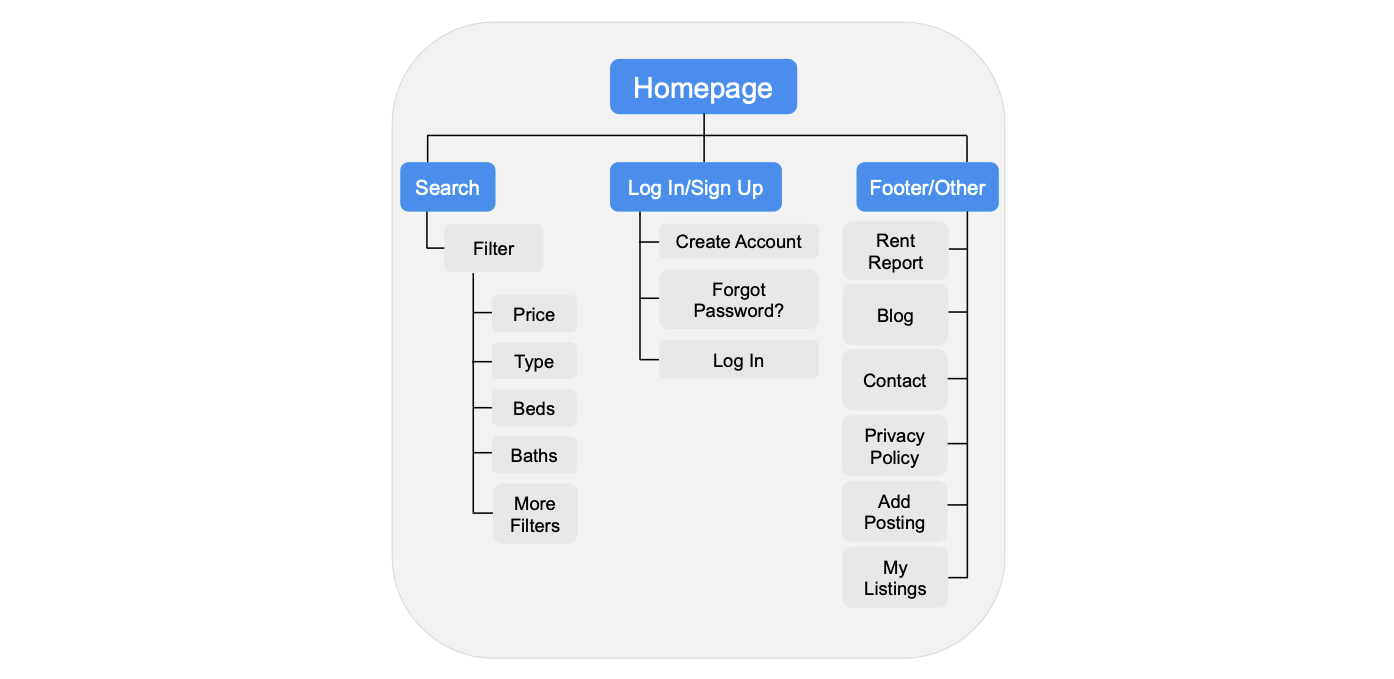 Homepage
Search
Log In/Sign Up
Footer/Other
Filter
Price
Type
Beds
Baths
More
Filters
Create Account
Forgot
Password?
Log In
Rent
Report
Blog
Contact
Privacy
Policy
Add
Posting
My
Listings